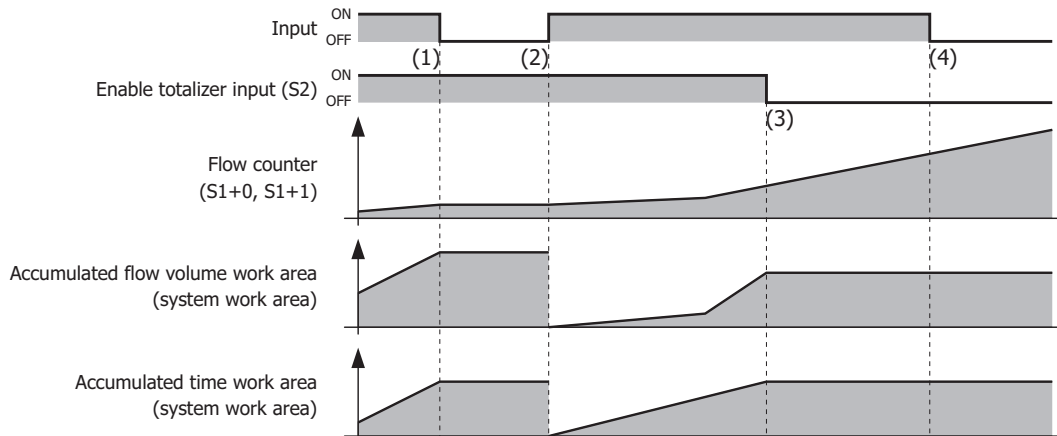 Input
ON
OFF
(1)
(2)
(4)
Enable totalizer input (S2)
ON
OFF
(3)
Flow counter
(S1+0, S1+1)
Accumulated flow volume work area
(system work area)
Accumulated time work area
(system work area)